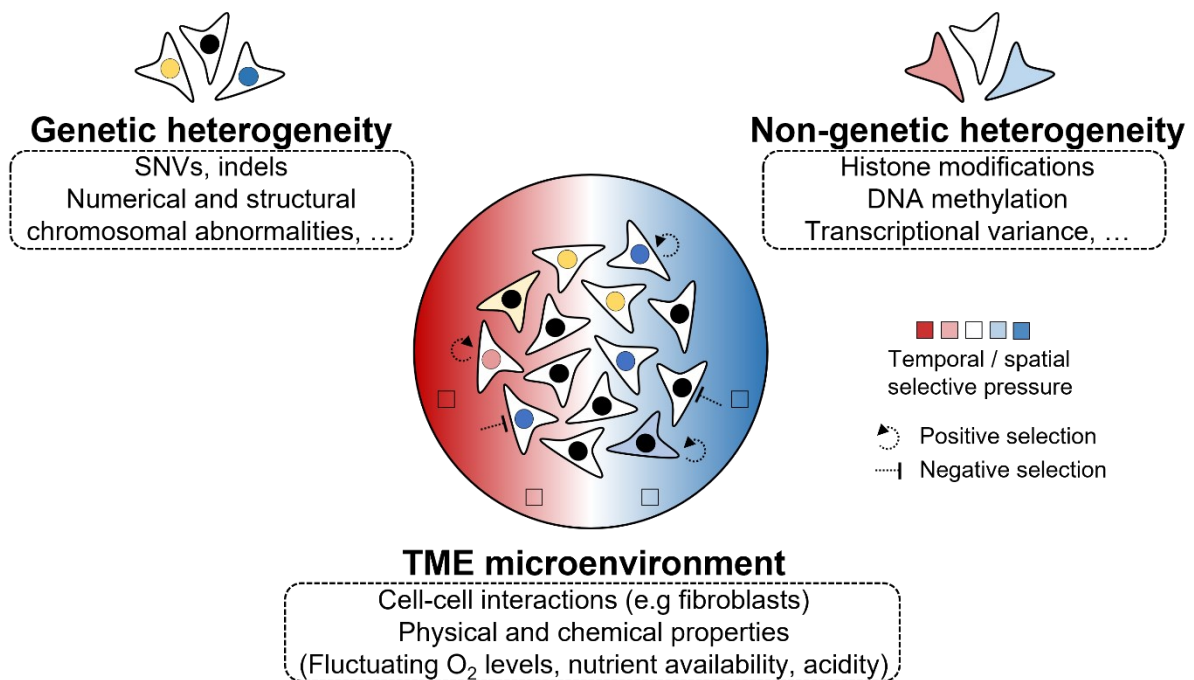 Genetic heterogeneity
SNVs, indels
Numerical and structural
chromosomal abnormalities, …
Non-genetic heterogeneity
Histone modifications
DNA methylation
Transcriptional variance, …
Temporal / spatial
selective pressure
Positive selection
Negative selection
TME microenvironment
Cell-cell interactions (e.g fibroblasts)
Physical and chemical properties
(Fluctuating O₂ levels, nutrient availability, acidity)